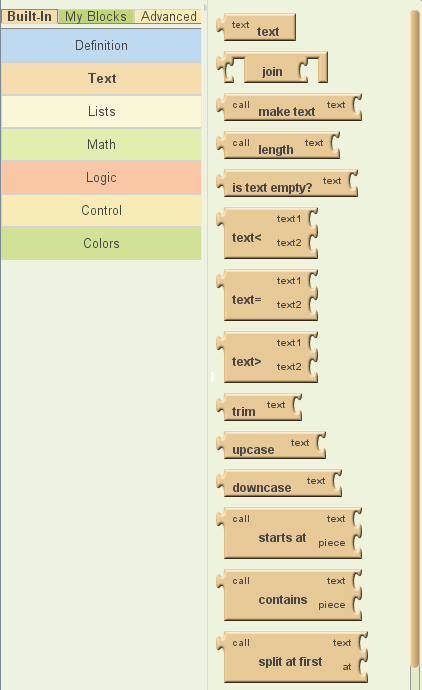 Built-In My Blocks Advanced
Definition
Text
Lists
Math
Logic
Control
Colors
text text
join
call make text text
call length text
is text empty? text
text1
text<
text2
text1
text=
text2
text1
text>
text2
trim text
upcase text
downcase text
call text
starts at
piece
call text
contains
piece
call text
split at first
at